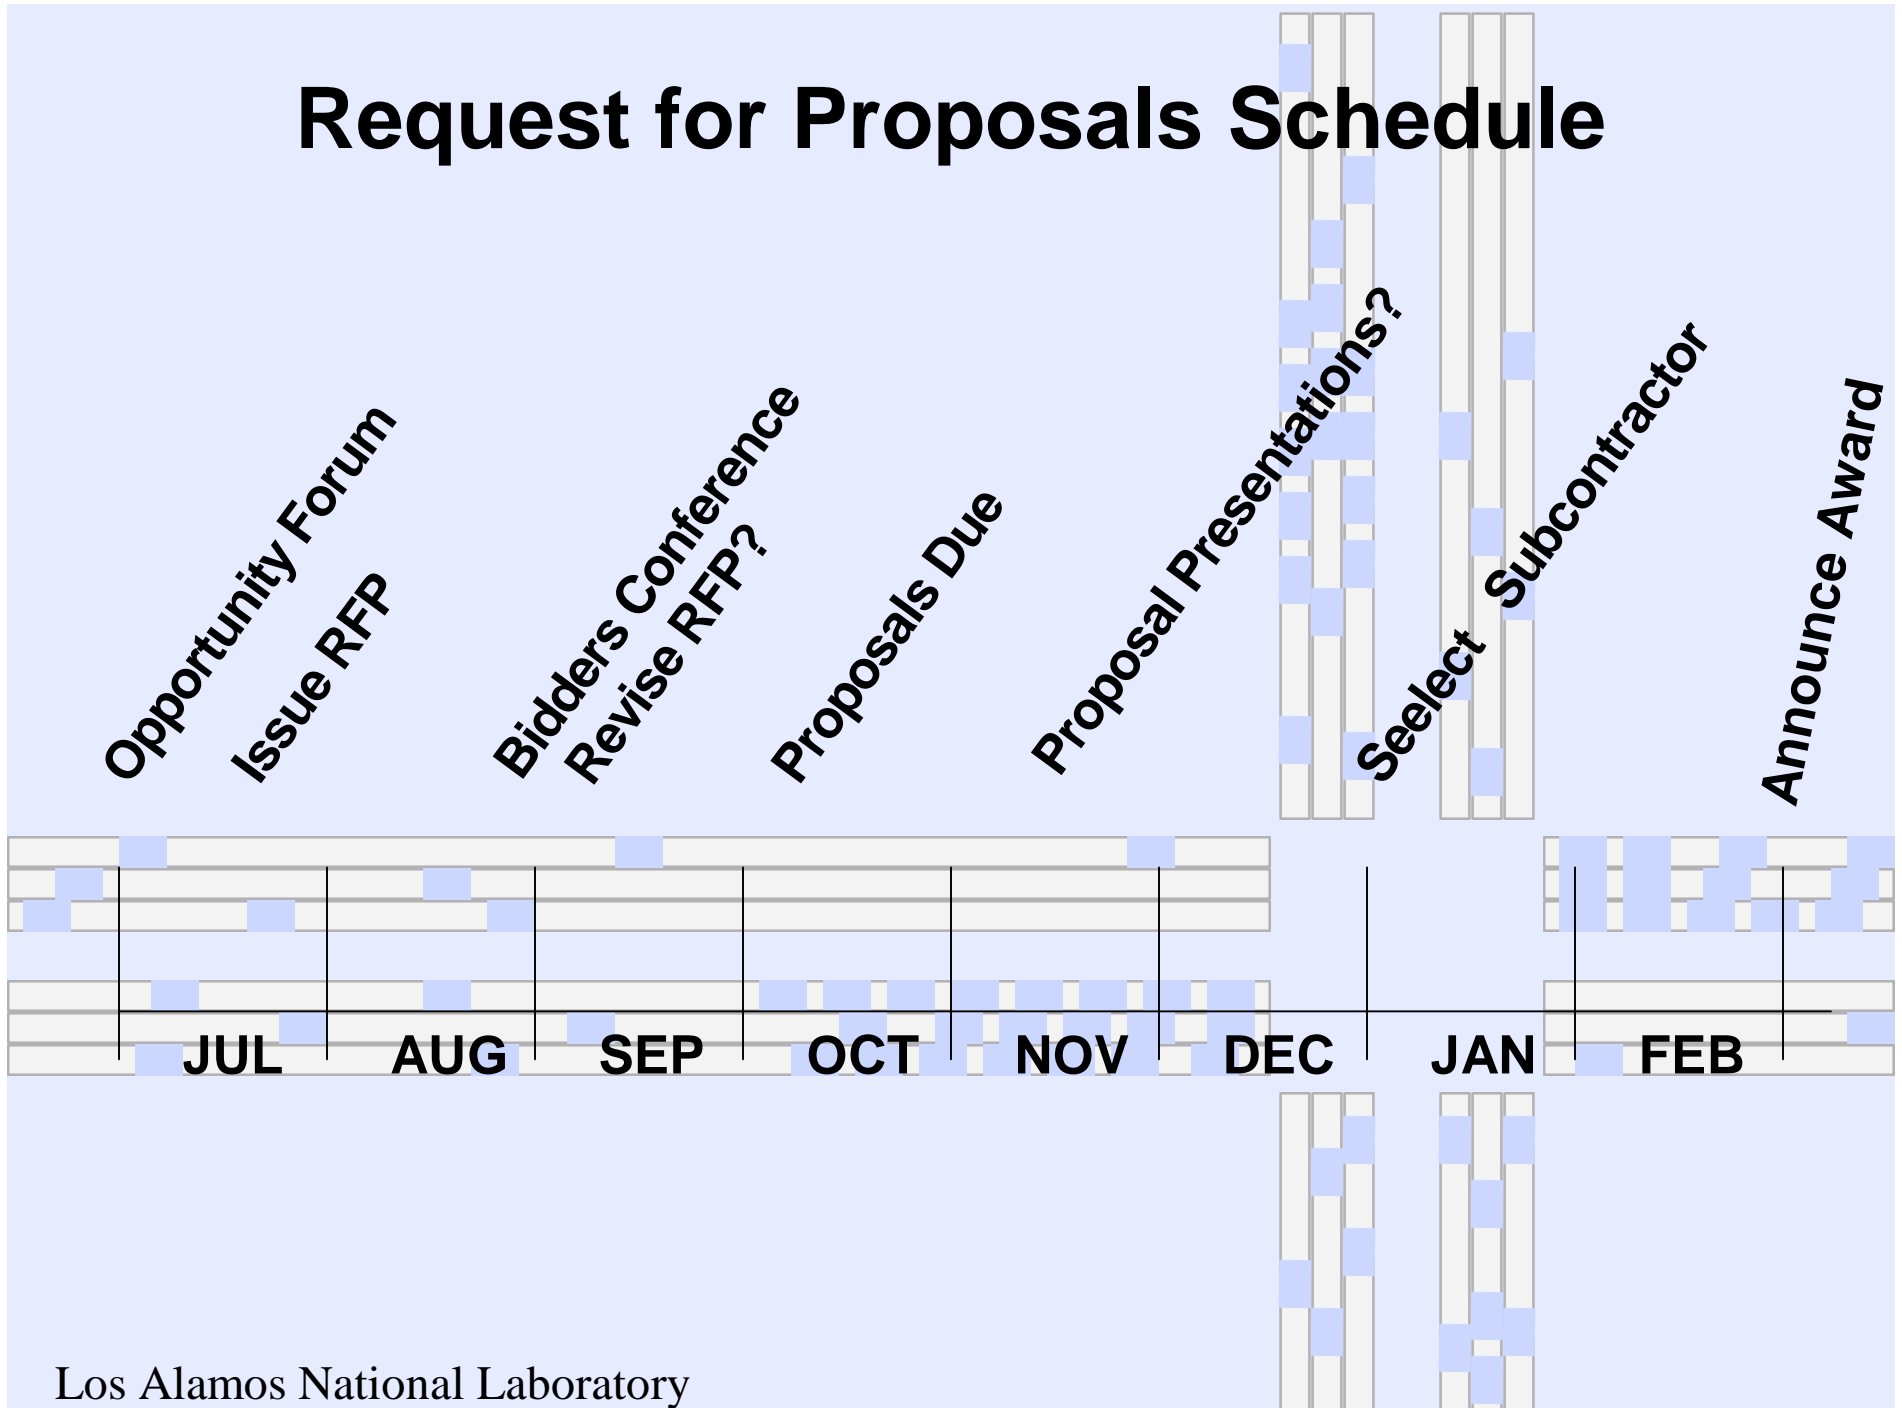 Request for Proposals Schedule
Opportunity Forum
Issue RFP
Bidders Conference
Revise RFP?
Proposals Due
Proposal Presentations?
Seelect Subcontractor
Announce Award
JUL AUG SEP OCT NOV DEC JAN FEB
Los Alamos National Laboratory